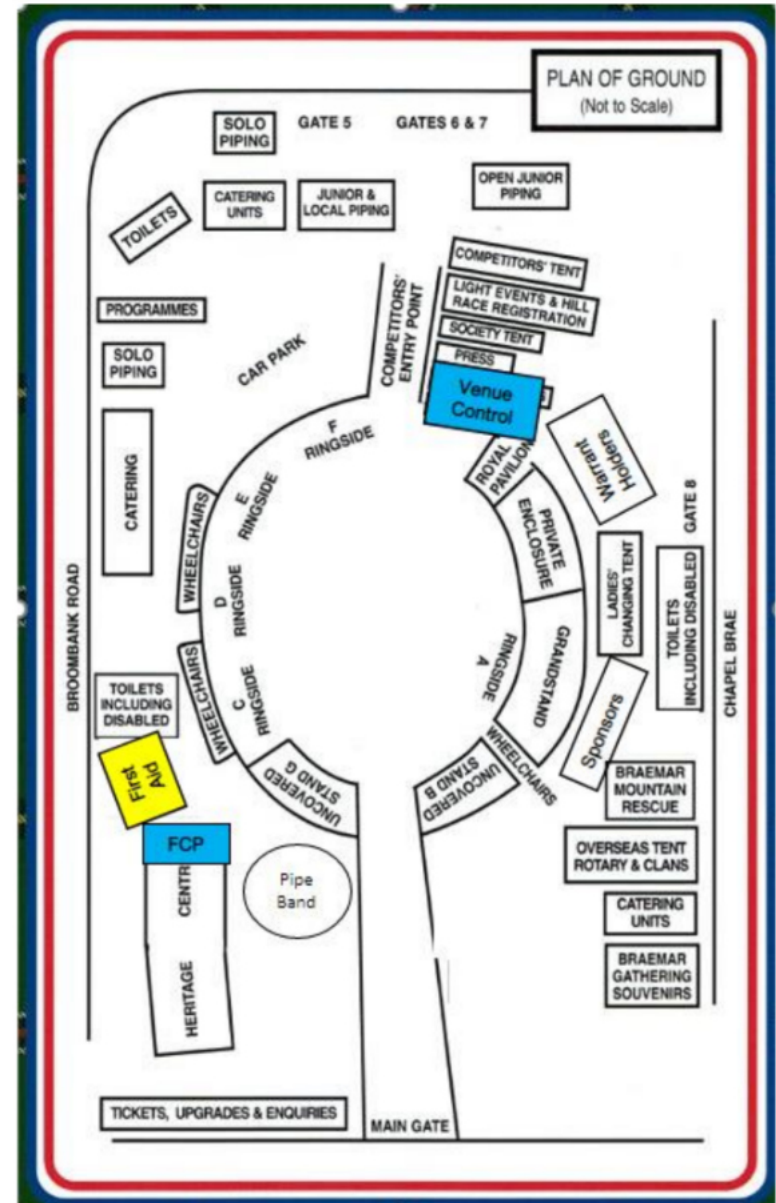 PLAN OF GROUND
(Not to Scale)
SOLO
PIPING
GATE 5
GATES 6 & 7
TOILETS
CATERING
UNITS
JUNIOR &
LOCAL PIPING
OPEN JUNIOR
PIPING
COMPETITORS' TENT
LIGHT EVENTS & HILL
RACE REGISTRATION
SOCIETY TENT
PRESS
Venue
Control
COMPETITORS'
ENTRY POINT
PROGRAMMES
SOLO
PIPING
CAR PARK
F
RINGSIDE
ROYAL
PAVILION
Warrant
Holders
GATE 8
CATERING
WHEELCHAIRS
E
RINGSIDE
PRIVATE
ENCLOSURE
LADIES'
CHANGING TENT
TOILETS
INCLUDING DISABLED
BROOMBANK ROAD
D
RINGSIDE
CHAPEL BRAE
WHEELCHAIRS
C
RINGSIDE
RINGSIDE
A
GRANDSTAND
TOILETS
INCLUDING
DISABLED
Sponsors
WHEELCHAIRS
First
Aid
UNCOVERED
STAND G
UNCOVERED
STAND B
BRAEMAR
MOUNTAIN
RESCUE
FCP
Pipe
Band
OVERSEAS TENT
ROTARY & CLANS
HERITAGE CENTR
CATERING
UNITS
BRAEMAR
GATHERING
SOUVENIRS
TICKETS, UPGRADES & ENQUIRIES
MAIN GATE